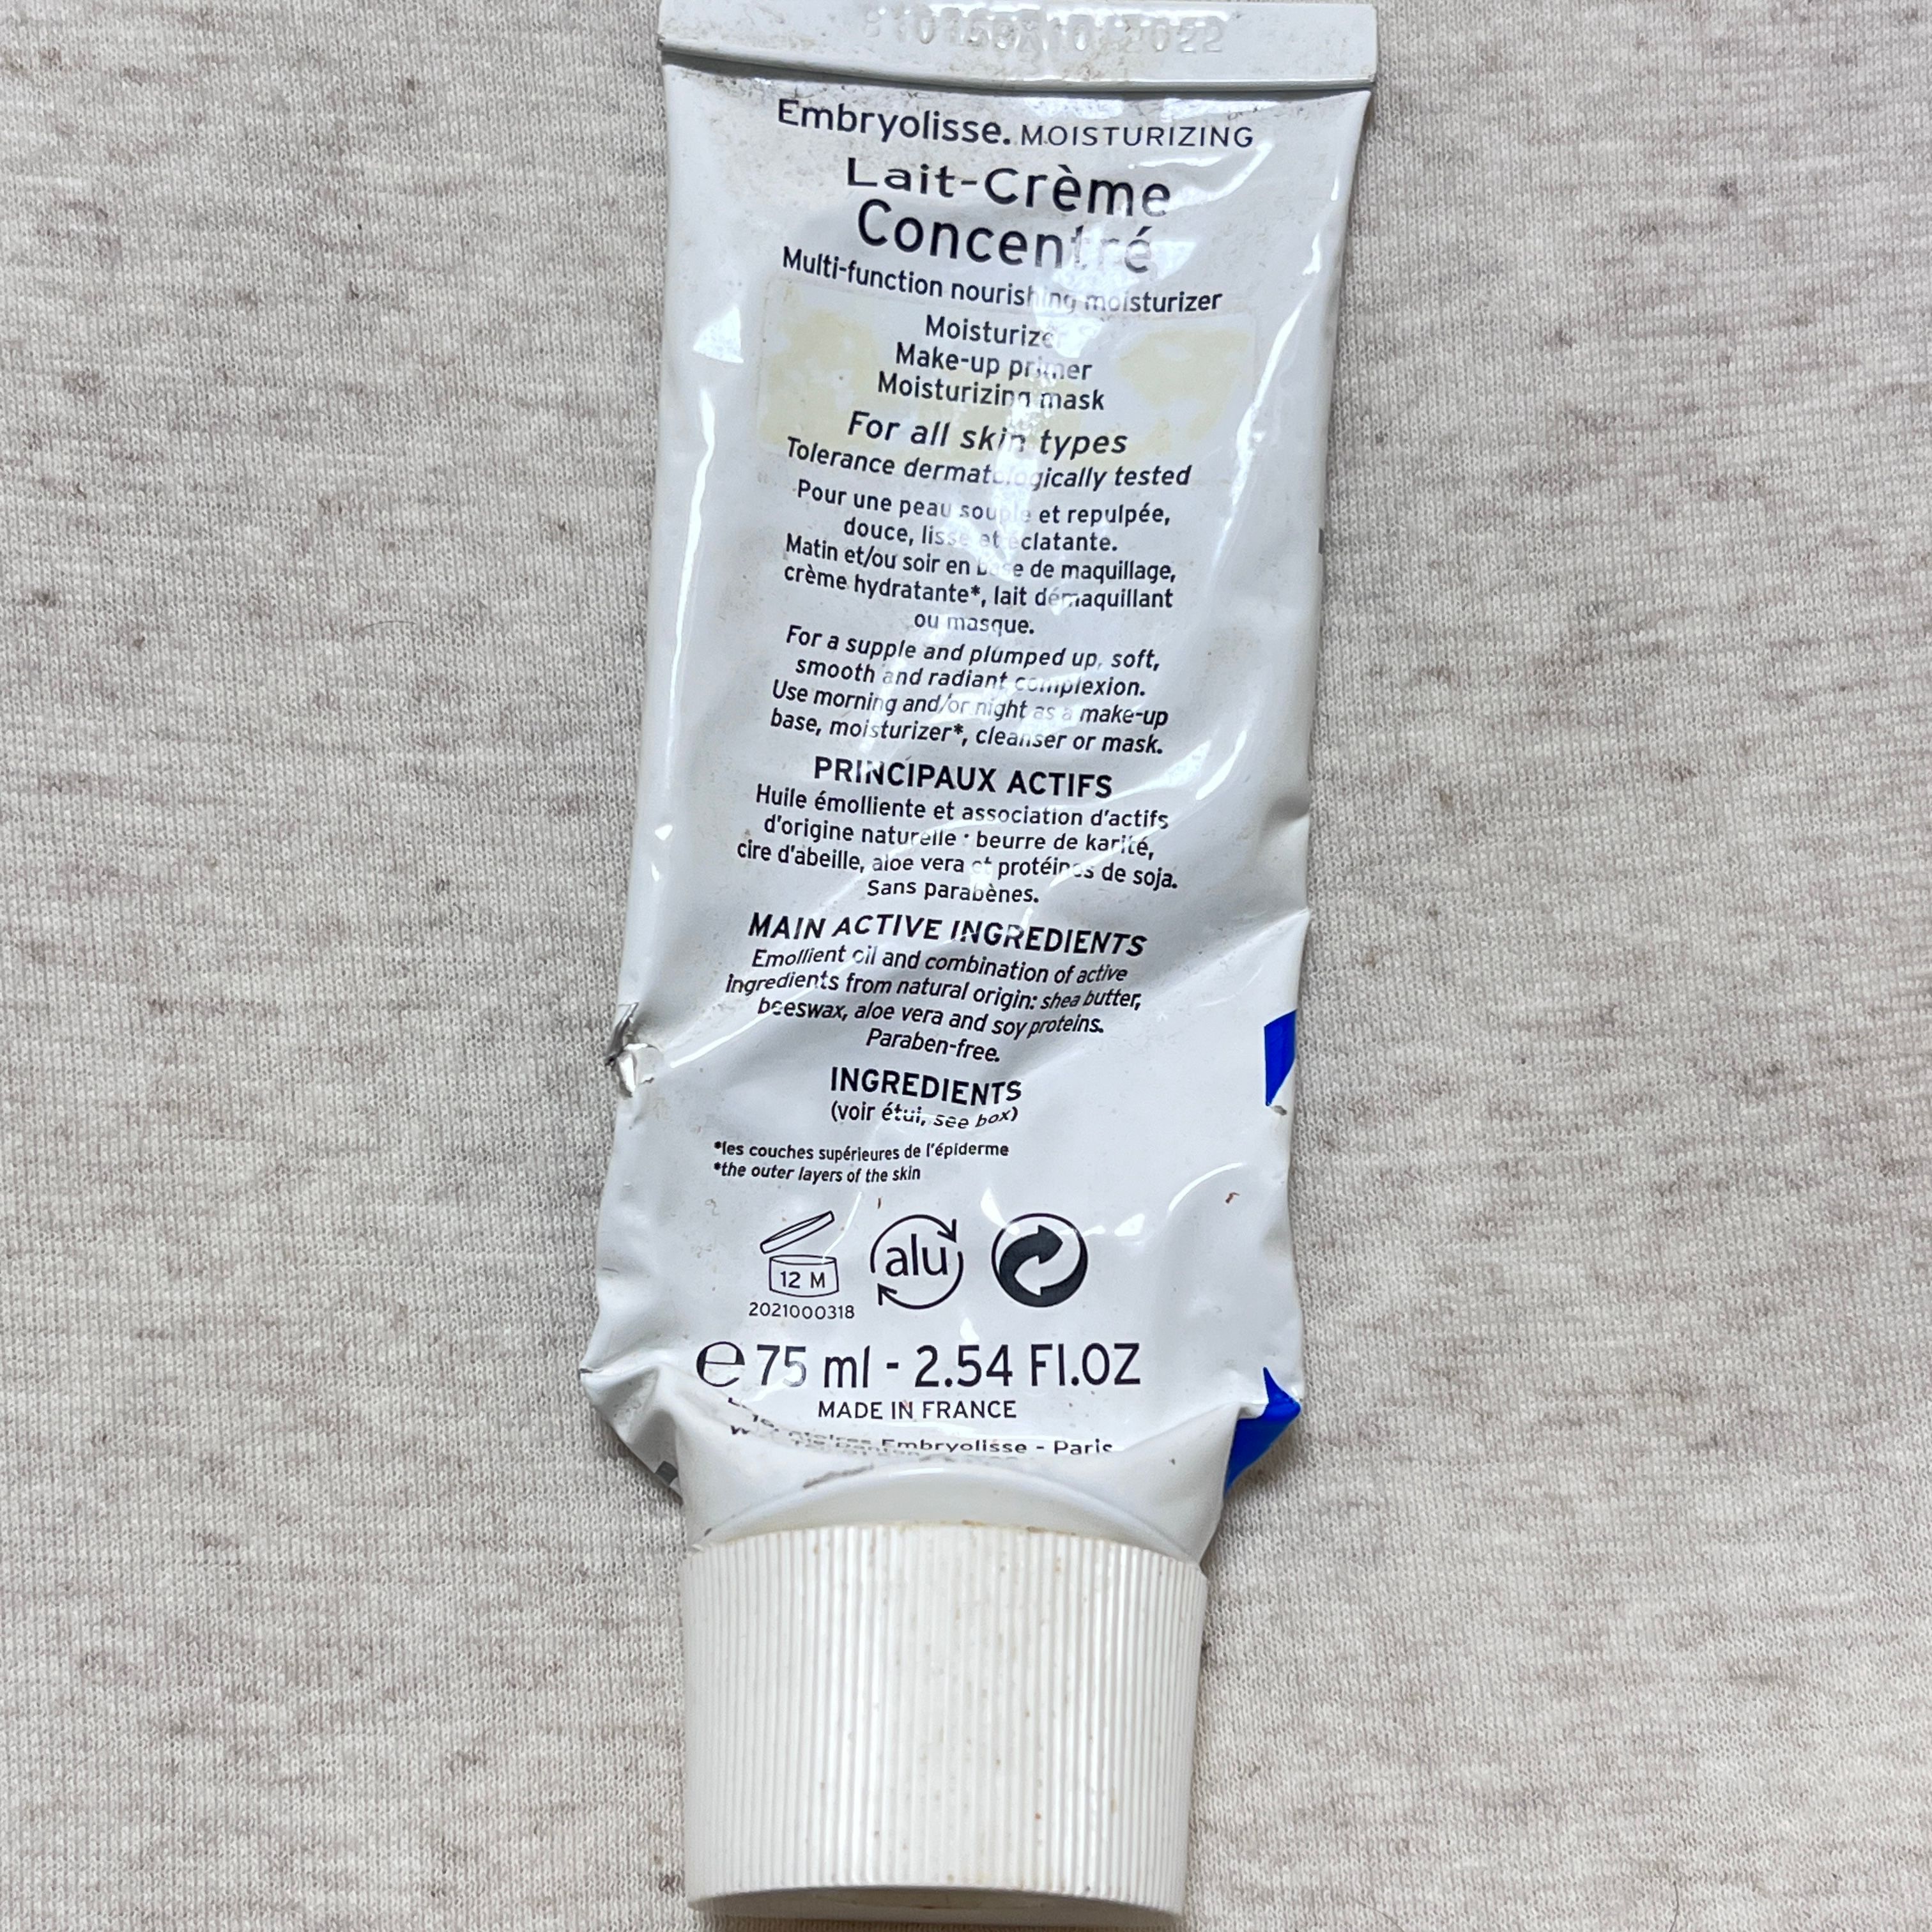 Embryolisse. MOISTURIZING
Lait-Crème
Concentré
Multi-function nourishing moisturizer
Moisturizer
Make-up primer
Moisturizing mask
For all skin types
Tolerance dermatologically tested
Pour une peau souple et repulpée,
douce, lisse et éclatante.
Matin et/ou soir en base de maquillage,
crème hydratante*, lait démaquillant
ou masque.
For a supple and plumped up, soft,
smooth and radiant complexion.
Use morning and/or night as a make-up
base, moisturizer*, cleanser or mask.
PRINCIPAUX ACTIFS
Huile émolliente et association d'actifs
d'origine naturelle : beurre de karité,
cire d'abeille, aloe vera et protéines de soja.
Sans parabènes.
MAIN ACTIVE INGREDIENTS
Emollient oil and combination of active
ingredients from natural origin: shea butter,
beeswax, aloe vera and soy proteins.
Paraben-free.
INGREDIENTS
(voir étui, see box)
*les couches supérieures de l'épiderme
*the outer layers of the skin
12 M
alu
2021000318
e 75 ml - 2.54 Fl.OZ
MADE IN FRANCE
Embryolisse - Paris